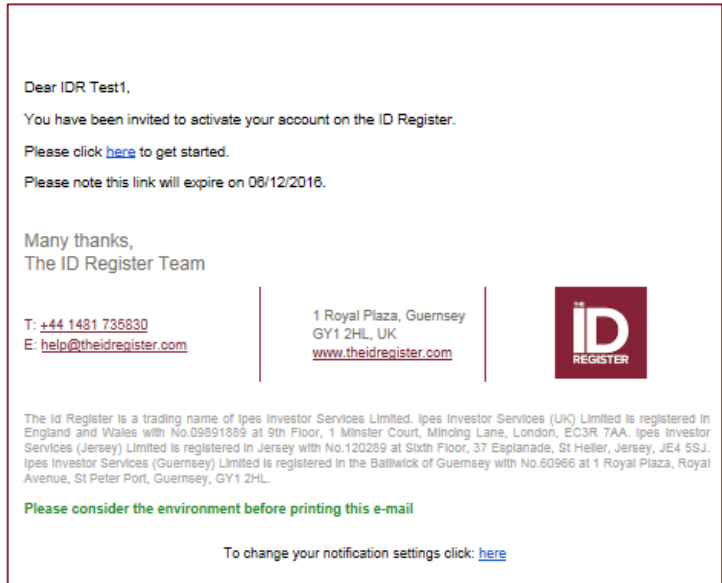 Dear IDR Test1,
You have been invited to activate your account on the ID Register.
Please click here to get started.
Please note this link will expire on 06/12/2016.
Many thanks,
The ID Register Team
T: +44 1481 735830
E: help@theidregister.com
1 Royal Plaza, Guernsey
GY1 2HL, UK
www.theidregister.com
THE
ID
REGISTER
The Id Register is a trading name of Ipes Investor Services Limited. Ipes Investor Services (UK) Limited is registered in
England and Wales with No.09891889 at 9th Floor, 1 Minster Court, Mincing Lane, London, EC3R 7AA. Ipes Investor
Services (Jersey) Limited is registered in Jersey with No.120289 at Sixth Floor, 37 Esplanade, St Helier, Jersey, JE4 5SJ.
Ipes Investor Services (Guernsey) Limited is registered in the Bailiwick of Guernsey with No.60966 at 1 Royal Plaza, Royal
Avenue, St Peter Port, Guernsey, GY1 2HL.
Please consider the environment before printing this e-mail
To change your notification settings click: here